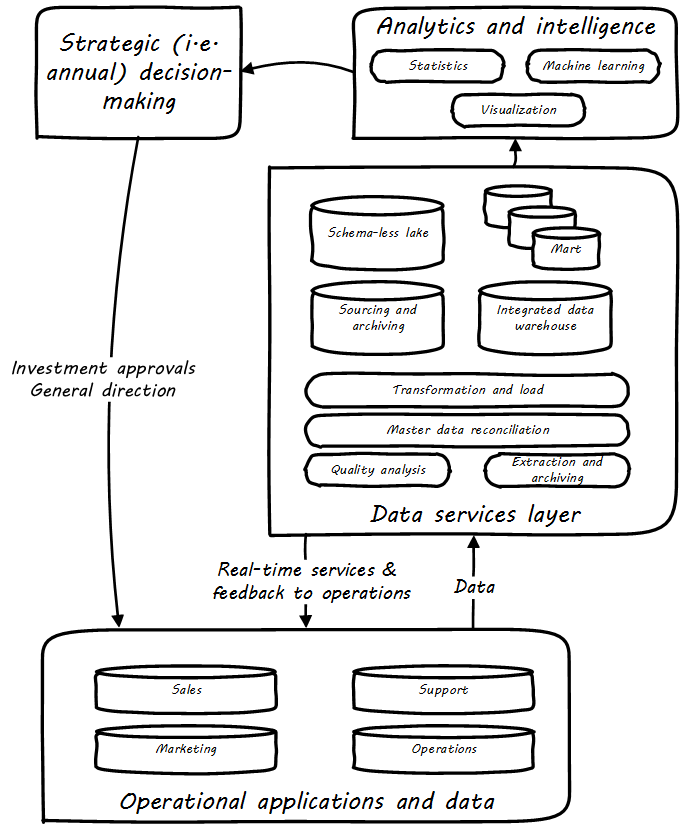 Strategic (i.e.
annual) decision-
making
Analytics and intelligence
Statistics
Machine learning
Visualization
Schema-less lake
Mart
Sourcing and
archiving
Integrated data
warehouse
Transformation and load
Master data reconciliation
Quality analysis
Extraction and
archiving
Data services layer
Investment approvals
General direction
Real-time services &
feedback to operations
Data
Sales
Support
Marketing
Operations
Operational applications and data